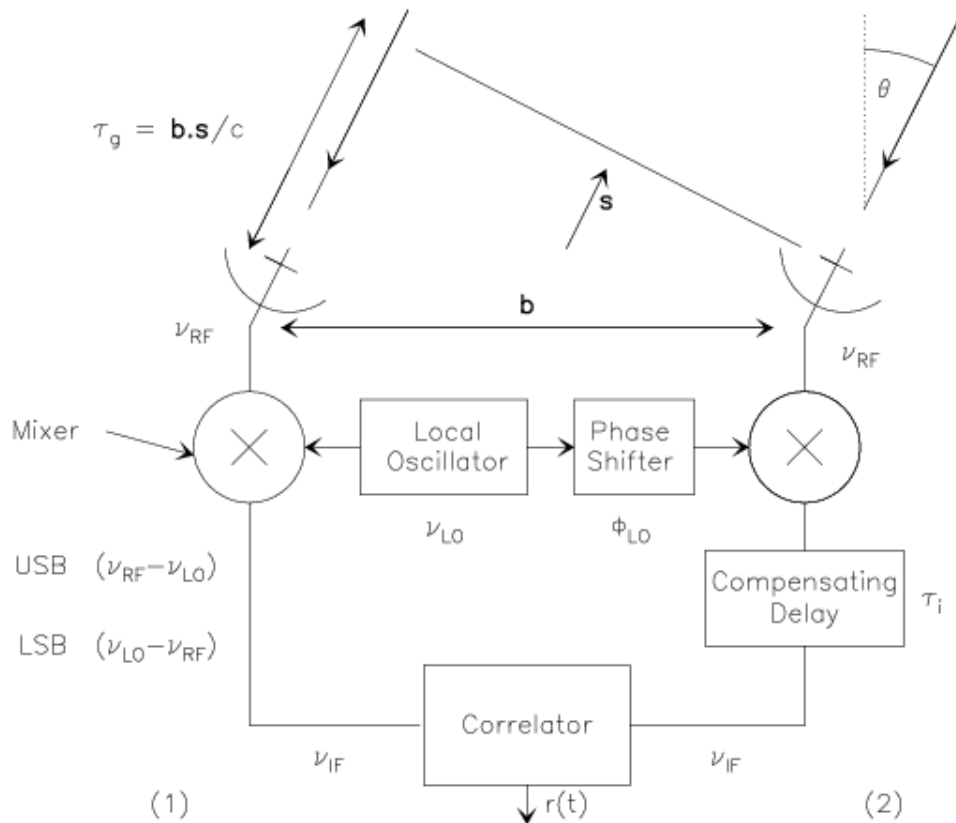 θ
τg = b.s/c
s
b
νRF
νRF
Mixer
Local
Oscillator
Phase
Shifter
νLO
ϕLO
USB (νRF−νLO)
Compensating
Delay
τi
LSB (νLO−νRF)
Correlator
νIF
νIF
(1)
r(t)
(2)